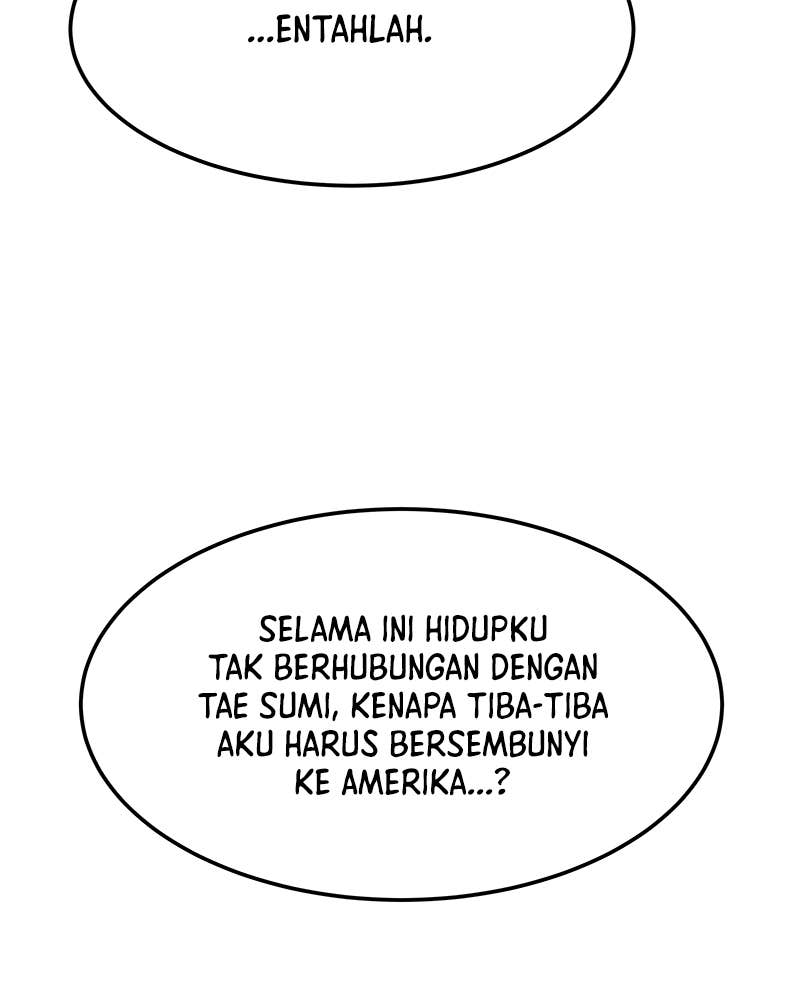 ...ENTAHLAH.
SELAMA INI HIDUPKU
TAK BERHUBUNGAN DENGAN
TAE SUMI, KENAPA TIBA-TIBA
AKU HARUS BERSEMBUNYI
KE AMERIKA...?